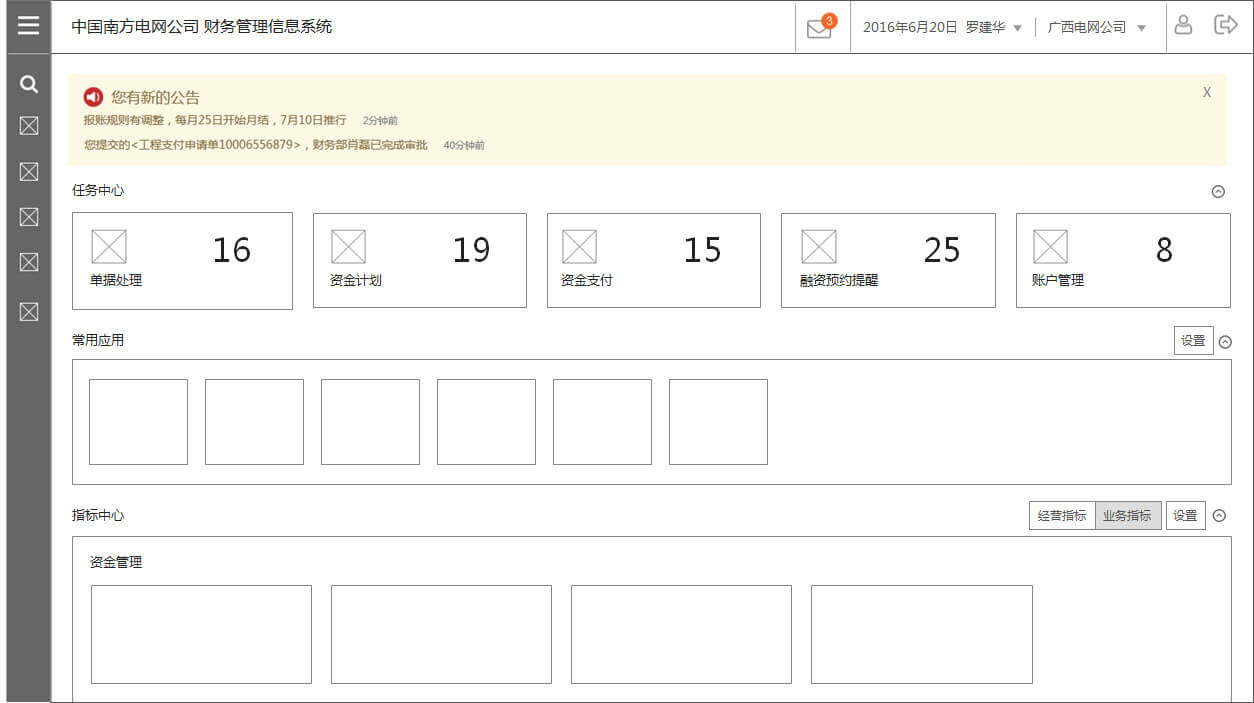 中国南方电网公司 财务管理信息系统
3
2016年6月20日 罗建华
广西电网公司
您有新的公告
X
报账规则有调整，每月25日开始月结，7月10日推行 2分钟前
您提交的<工程支付申请单10006556879>，财务部肖磊已完成审批 40分钟前
任务中心
16
单据处理
19
资金计划
15
资金支付
25
融资预约提醒
8
账户管理
常用应用
设置
指标中心
经营指标
业务指标
设置
资金管理